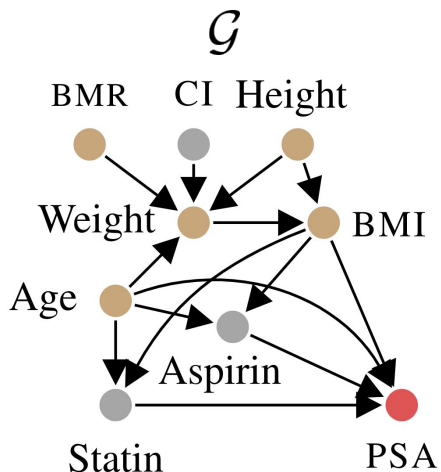 𝒢
BMR CI Height
Weight BMI
Age
Aspirin
Statin PSA